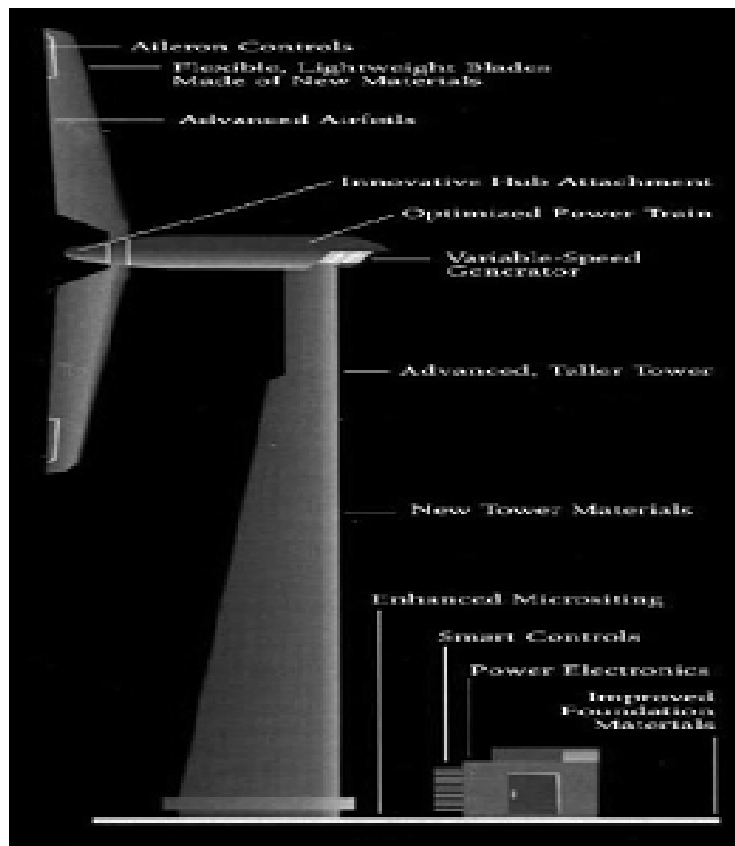 Aileron Controls
Flexible, Lightweight Blades
Made of New Materials
Advanced Airfoils
Innovative Hub Attachment
Optimized Power Train
Variable-Speed
Generator
Advanced, Taller Tower
New Tower Materials
Enhanced Micrositing
Smart Controls
Power Electronics
Improved
Foundation
Materials